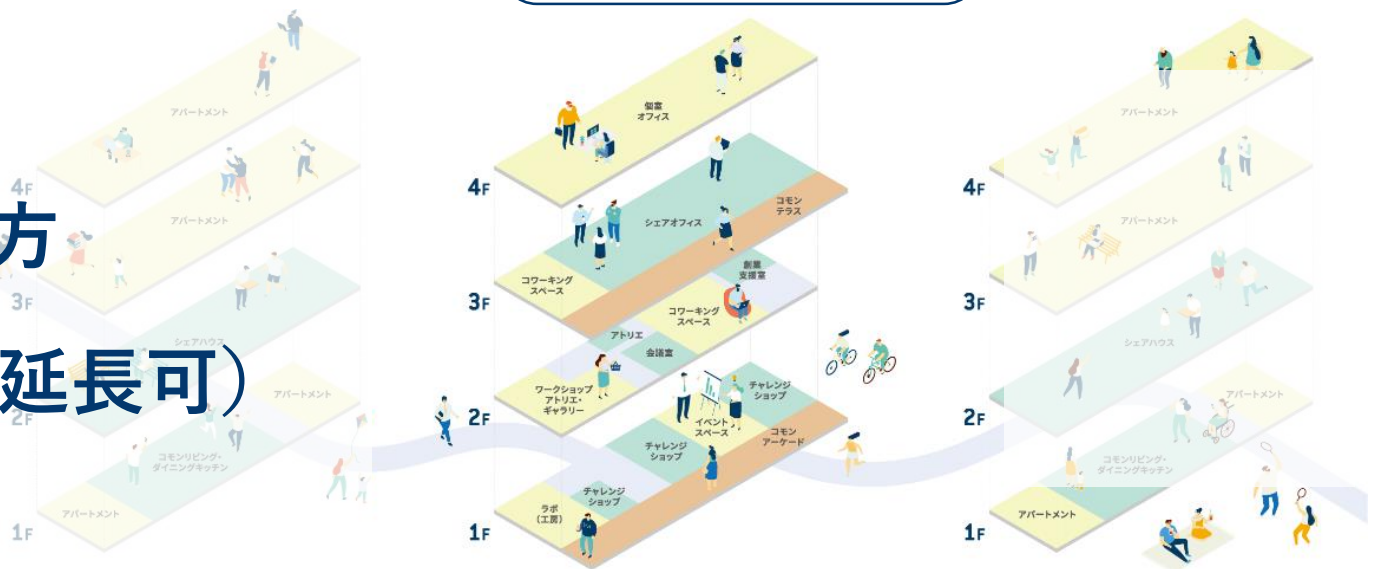 方
延長可）
アパートメント
4F
アパートメント
3F
シェアハウス
2F
アパートメント
コモンリビング・
ダイニングキッチン
アパートメント
1F
個室
オフィス
4F
コモン
テラス
シェアオフィス
コワーキング
スペース
3F
創業
支援室
コワーキング
スペース
アトリエ
会議室
ワークショップ
アトリエ・
ギャラリー
2F
チャレンジ
ショップ
イベント
スペース
コモン
アーケード
チャレンジ
ショップ
チャレンジ
ショップ
ラボ
（工房）
1F
アパートメント
4F
アパートメント
3F
シェアハウス
2F
アパートメント
コモンリビング・
ダイニングキッチン
アパートメント
1F